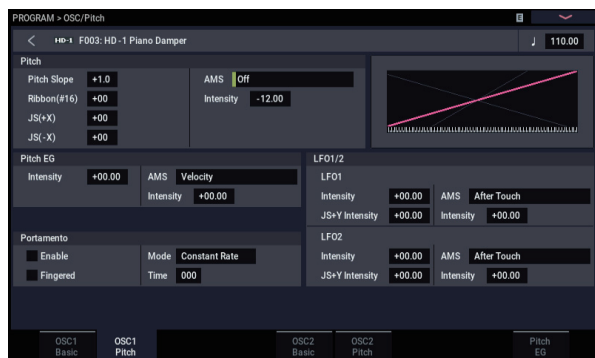 PROGRAM > OSC/Pitch E
< HD-1 F003: HD -1 Piano Damper ♩ 110.00
Pitch
Pitch Slope +1.0 AMS Off
Ribbon(#16) +00 Intensity -12.00
JS(+X) +00
JS(-X) +00
Pitch EG
Intensity +00.00 AMS Velocity
Intensity +00.00
Portamento
Enable Mode Constant Rate
Fingered Time 000
LFO1/2
LFO1
Intensity +00.00 AMS After Touch
JS+Y Intensity +00.00 Intensity +00.00
LFO2
Intensity +00.00 AMS After Touch
JS+Y Intensity +00.00 Intensity +00.00
OSC1 Basic
OSC1 Pitch
OSC2 Basic
OSC2 Pitch
Pitch EG